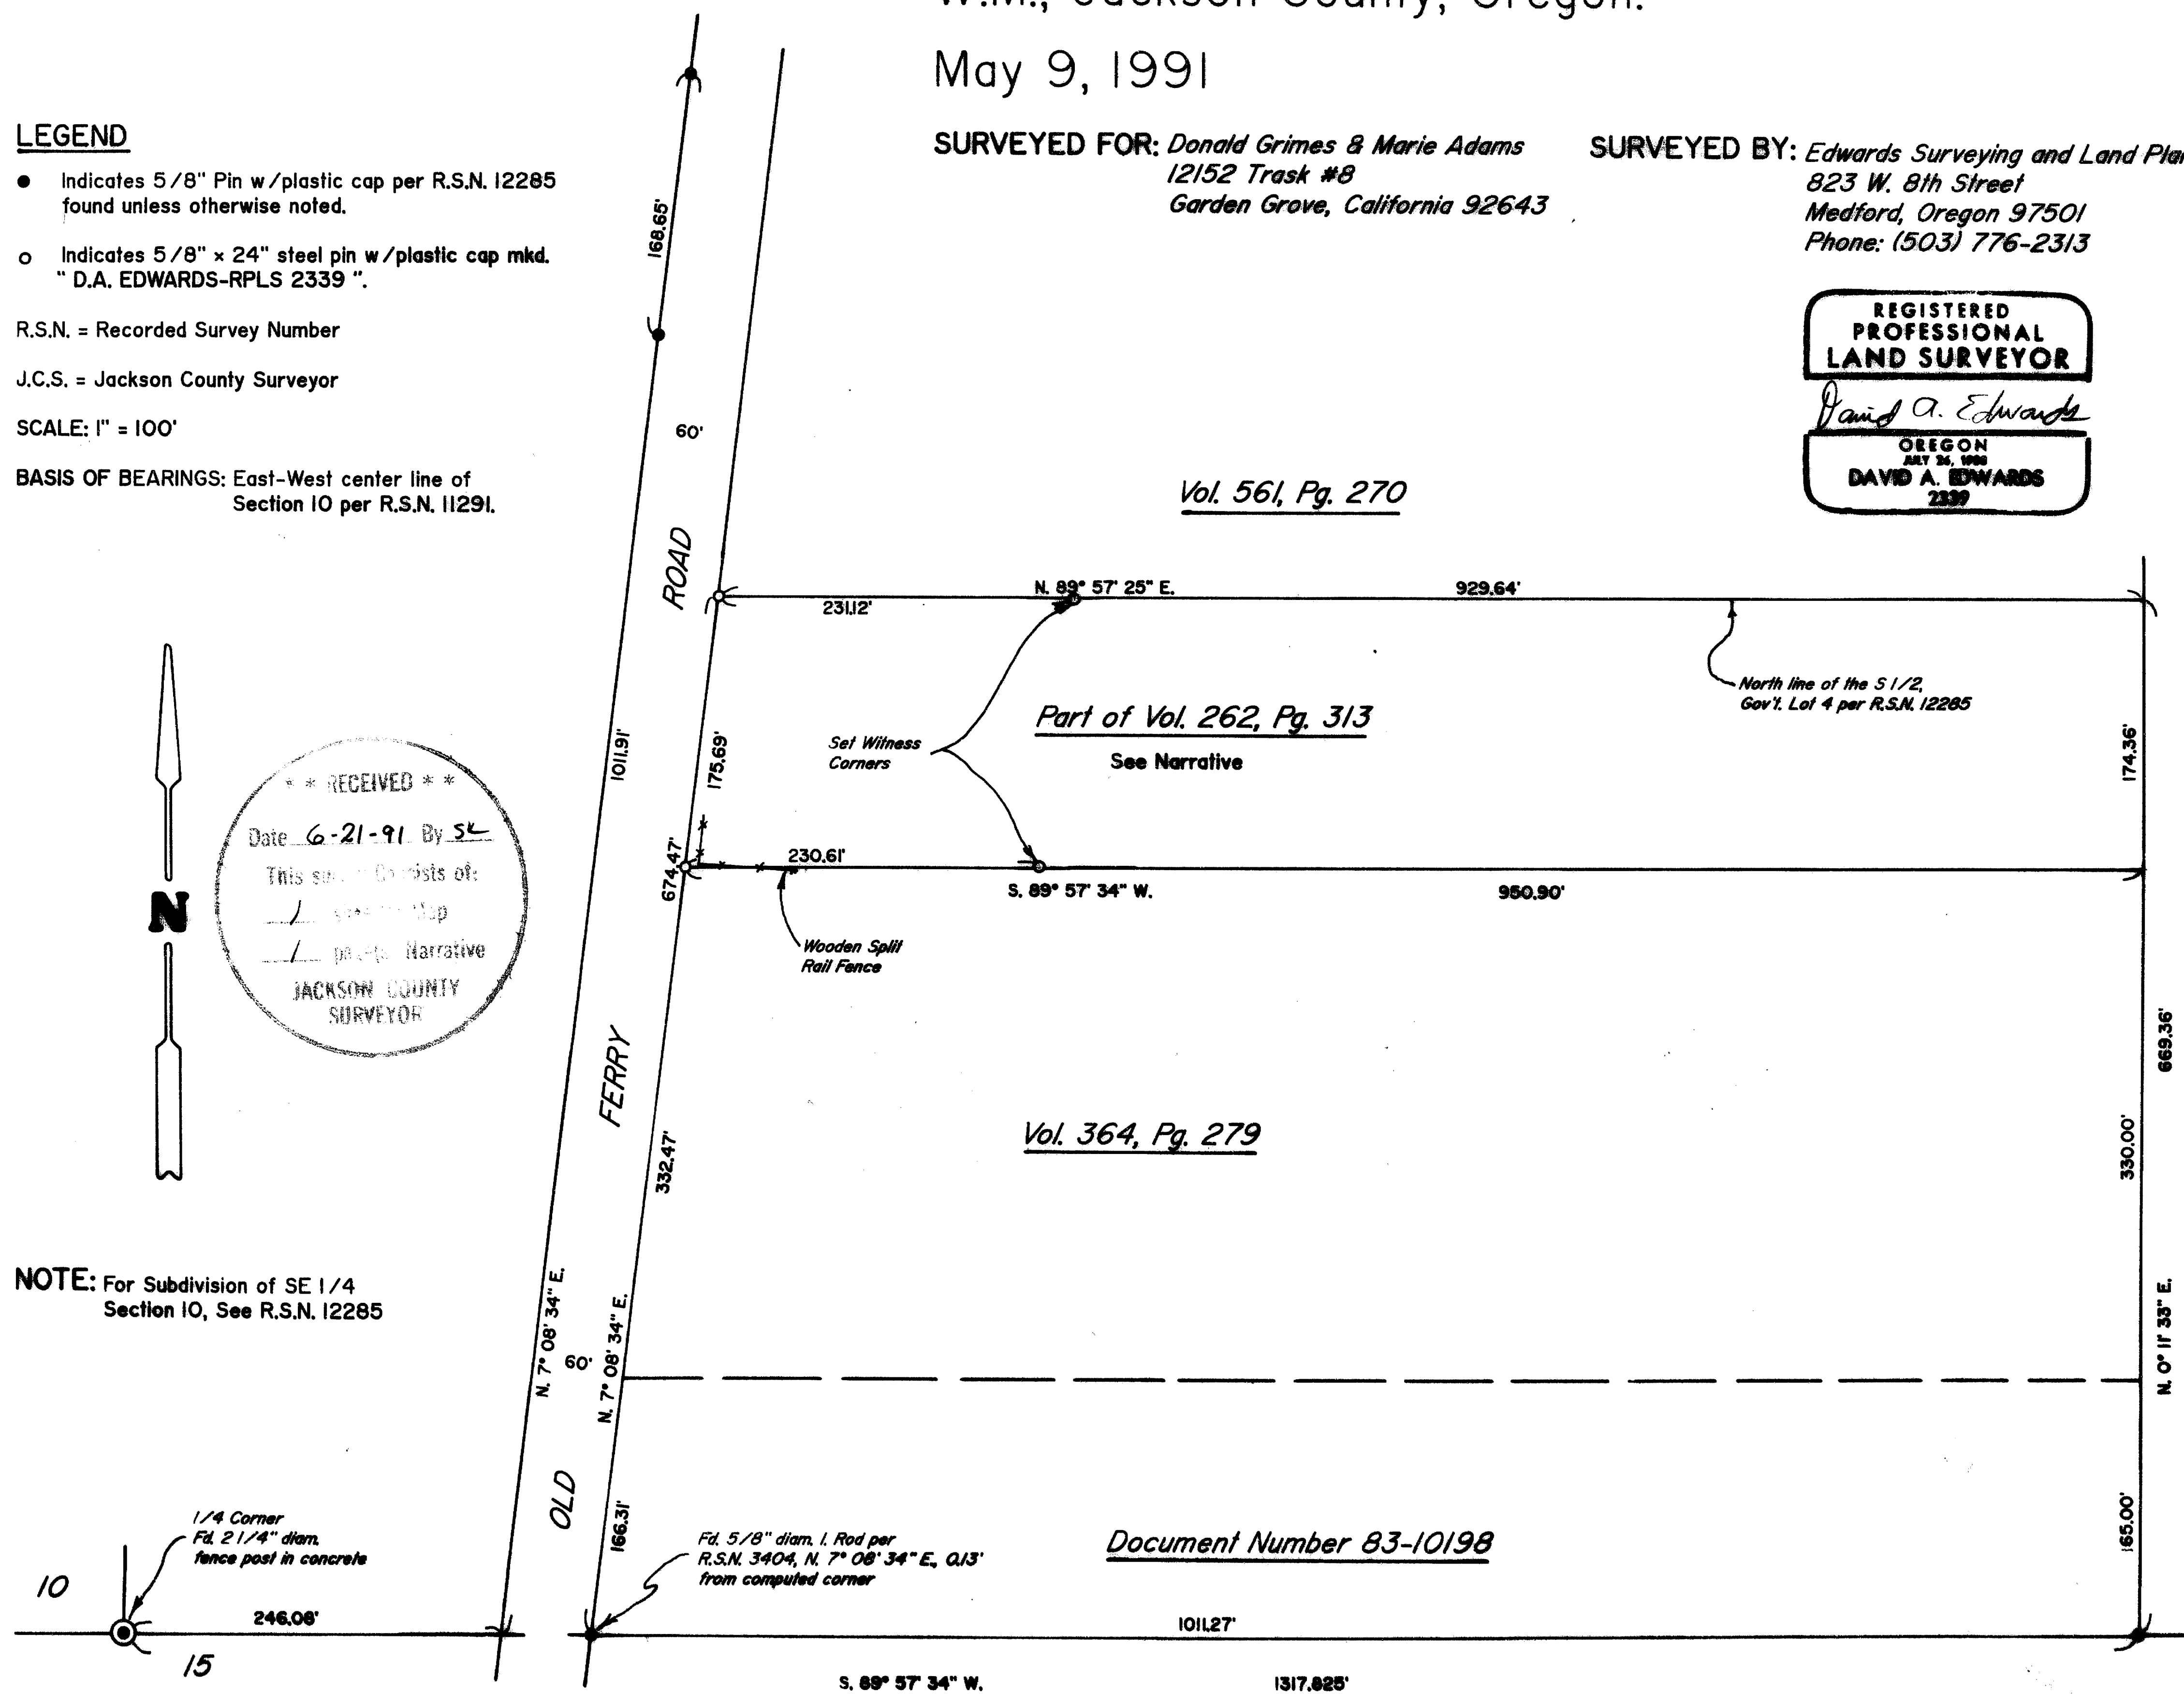 W.M., Jackson County, Oregon.
May 9, 1991
SURVEYED FOR: Donald Grimes & Marie Adams
12152 Trask #8
Garden Grove, California 92643
SURVEYED BY: Edwards Surveying and Land
823 W. 8th Street
Medford, Oregon 97501
Phone: (503) 776-2313
REGISTERED
PROFESSIONAL
LAND SURVEYOR
David A. Edwards
OREGON
JULY 26,
DAVID A. EDWARDS
2339
LEGEND
● Indicates 5/8" Pin w/plastic cap per R.S.N. 12285
found unless otherwise noted.
○ Indicates 5/8" × 24" steel pin w/plastic cap mkd.
" D.A. EDWARDS-RPLS 2339 ".
R.S.N. = Recorded Survey Number
J.C.S. = Jackson County Surveyor
SCALE: 1" = 100'
BASIS OF BEARINGS: East-West center line of
Section 10 per R.S.N. 11291.
168.65'
60'
ROAD
Vol. 561, Pg. 270
N. 89° 57' 25" E.
929.64'
231.12'
North line of the S 1/2,
Gov't. Lot 4 per R.S.N. 12285
Part of Vol. 262, Pg. 313
See Narrative
Set Witness
Corners
1011.91'
175.69'
174.36'
* * RECEIVED * *
Date 6-21-91 By SL
This Consists of:
1 Map
1 Narrative
JACKSON COUNTY
SURVEYOR
N
674.47'
230.61'
S. 89° 57' 34" W.
950.90'
Wooden Split
Rail Fence
669.36'
FERRY
332.47'
Vol. 364, Pg. 279
330.00'
NOTE: For Subdivision of SE 1/4
Section 10, See R.S.N. 12285
N. 7° 08' 34" E.
60'
N. 7° 08' 34" E.
N. 0° 11' 33" E.
OLD
166.31'
165.00'
1/4 Corner
Fd. 2 1/4" diam.
fence post in concrete
Fd. 5/8" diam. I. Rod per
R.S.N. 3404, N. 7° 08' 34" E., 0.13'
from computed corner
Document Number 83-10198
10
246.08'
1011.27'
15
S. 89° 57' 34" W.
1317.825'